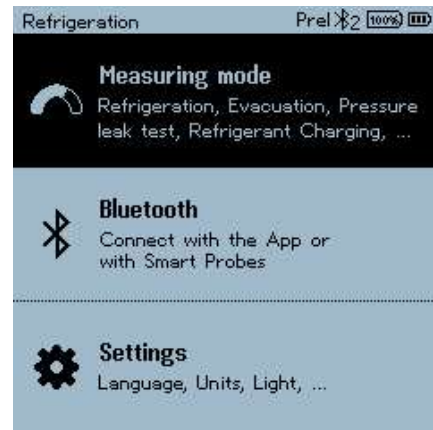 Refrigeration Prel 2 100%
Measuring mode
Refrigeration, Evacuation, Pressure
leak test, Refrigerant Charging, ...
Bluetooth
Connect with the App or
with Smart Probes
Settings
Language, Units, Light, ...